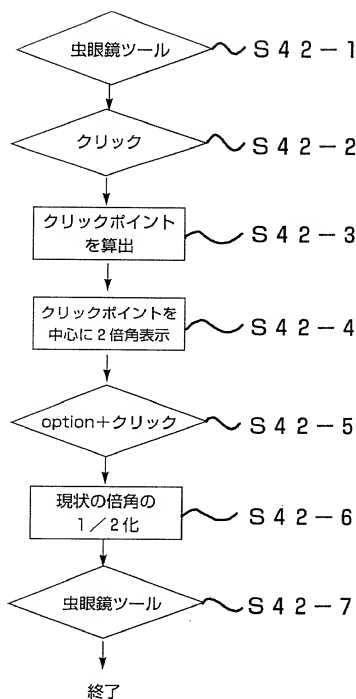 虫眼鏡ツール
S42-1
クリック
S42-2
クリックポイント
を算出
S42-3
クリックポイントを
中心に2倍角表示
S42-4
option+クリック
S42-5
現状の倍角の
1/2化
S42-6
虫眼鏡ツール
S42-7
終了